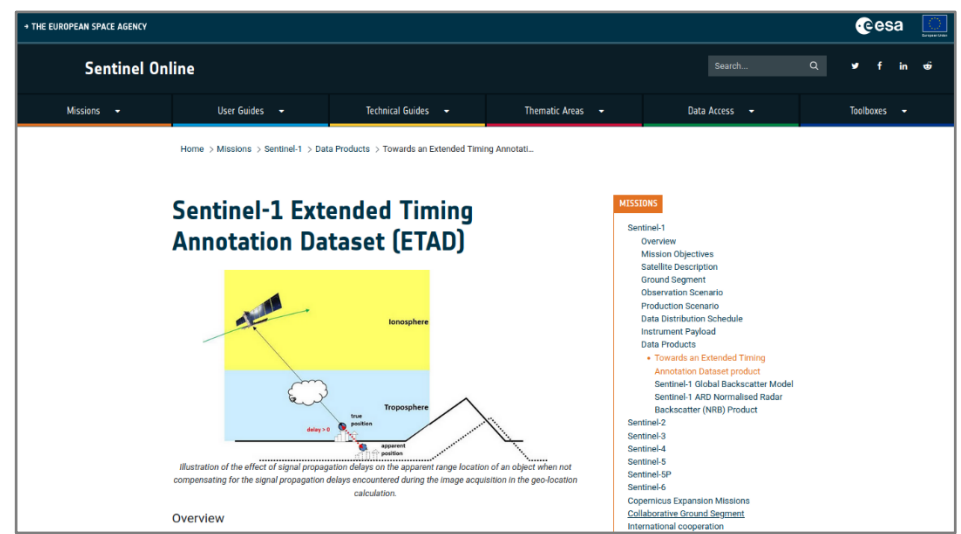 → THE EUROPEAN SPACE AGENCY
esa
Sentinel Online
Search...
Missions
User Guides
Technical Guides
Thematic Areas
Data Access
Toolboxes
Home > Missions > Sentinel-1 > Data Products > Towards an Extended Timing Annotati...
Sentinel-1 Extended Timing
Annotation Dataset (ETAD)
Ionosphere
Troposphere
true
position
delay > 0
apparent
position
Illustration of the effect of signal propagation delays on the apparent range location of an object when not
compensating for the signal propagation delays encountered during the image acquisition in the geo-location
calculation.
Overview
MISSIONS
Sentinel-1
Overview
Mission Objectives
Satellite Description
Ground Segment
Observation Scenario
Production Scenario
Data Distribution Schedule
Instrument Payload
Data Products
• Towards an Extended Timing
Annotation Dataset product
Sentinel-1 Global Backscatter Model
Sentinel-1 ARD Normalised Radar
Backscatter (NRB) Product
Sentinel-2
Sentinel-3
Sentinel-4
Sentinel-5
Sentinel-5P
Sentinel-6
Copernicus Expansion Missions
Collaborative Ground Segment
International cooperation